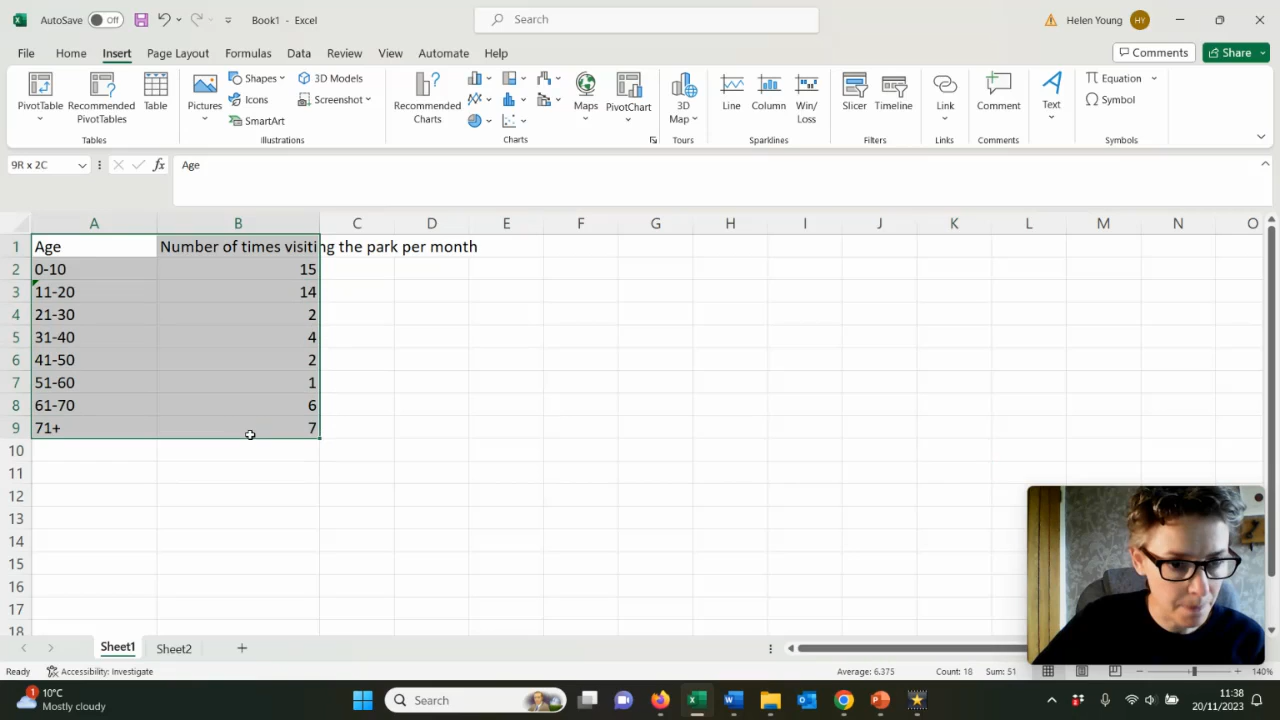 AutoSave Off Book1 - Excel Search Helen Young HY
File Home Insert Page Layout Formulas Data Review View Automate Help Comments Share
PivotTable Recommended PivotTables Table
Pictures Shapes Icons SmartArt 3D Models Screenshot
Recommended Charts Maps PivotChart
3D Map Line Column Win/Loss
Slicer Timeline Link Comment Text Equation Symbol
Tables Illustrations Charts Tours Sparklines Filters Links Comments Symbols
9R x 2C fx Age
A B C D E F G H I J K L M N O
1 Age Number of times visiting the park per month
2 0-10 15
3 11-20 14
4 21-30 2
5 31-40 4
6 41-50 2
7 51-60 1
8 61-70 6
9 71+ 7
10
11
12
13
14
15
16
17
18
Sheet1 Sheet2
Ready Accessibility: Investigate Average: 6.375 Count: 18 Sum: 51 140%
1 10°C Search 11:38
Mostly cloudy 20/11/2023